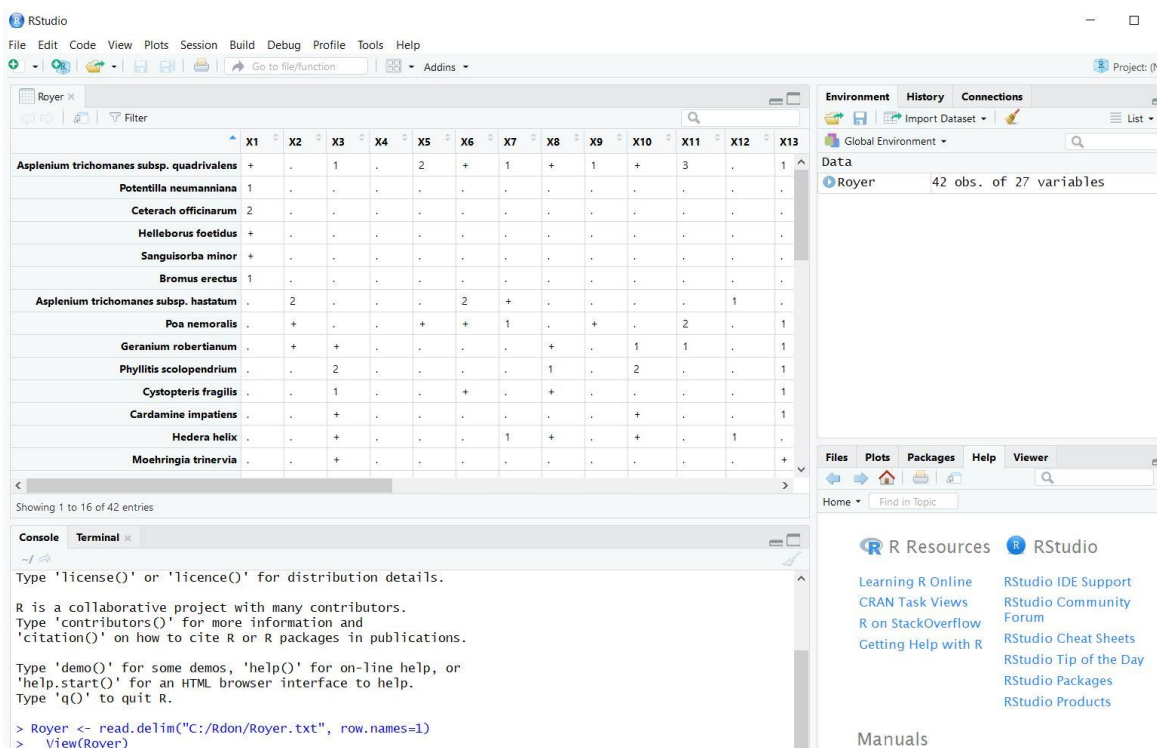 RStudio
File Edit Code View Plots Session Build Debug Profile Tools Help
Go to file/function Addins Project: (N
Royer
Filter
X1 X2 X3 X4 X5 X6 X7 X8 X9 X10 X11 X12 X13
Asplenium trichomanes subsp. quadrivalens + . 1 . 2 + 1 + 1 + 3 . 1
Potentilla neumanniana 1 . . . . . . . . . . . .
Ceterach officinarum 2 . . . . . . . . . . . .
Helleborus foetidus + . . . . . . . . . . . .
Sanguisorba minor + . . . . . . . . . . . .
Bromus erectus 1 . . . . . . . . . . . .
Asplenium trichomanes subsp. hastatum . 2 . . . 2 + . . . . 1 .
Poa nemoralis . + . . + + 1 . + . 2 . 1
Geranium robertianum . + + . . . . + . 1 1 . 1
Phyllitis scolopendrium . . 2 . . . . 1 . 2 . . 1
Cystopteris fragilis . . 1 . . + . + . . . . 1
Cardamine impatiens . . + . . . . . . + . . 1
Hedera helix . . + . . . 1 + . + . 1 .
Moehringia trinervia . . + . . . . . . . . . +
Showing 1 to 16 of 42 entries
Console Terminal
~/
Type 'license()' or 'licence()' for distribution details.
R is a collaborative project with many contributors.
Type 'contributors()' for more information and
'citation()' on how to cite R or R packages in publications.
Type 'demo()' for some demos, 'help()' for on-line help, or
'help.start()' for an HTML browser interface to help.
Type 'q()' to quit R.
> Royer <- read.delim("C:/Rdon/Royer.txt", row.names=1)
> View(Royer)
Environment History Connections
Import Dataset List
Global Environment
Data
Royer 42 obs. of 27 variables
Files Plots Packages Help Viewer
Home Find in Topic
R Resources
Learning R Online
CRAN Task Views
R on StackOverflow
Getting Help with R
RStudio
RStudio IDE Support
RStudio Community
Forum
RStudio Cheat Sheets
RStudio Tip of the Day
RStudio Packages
RStudio Products
Manuals